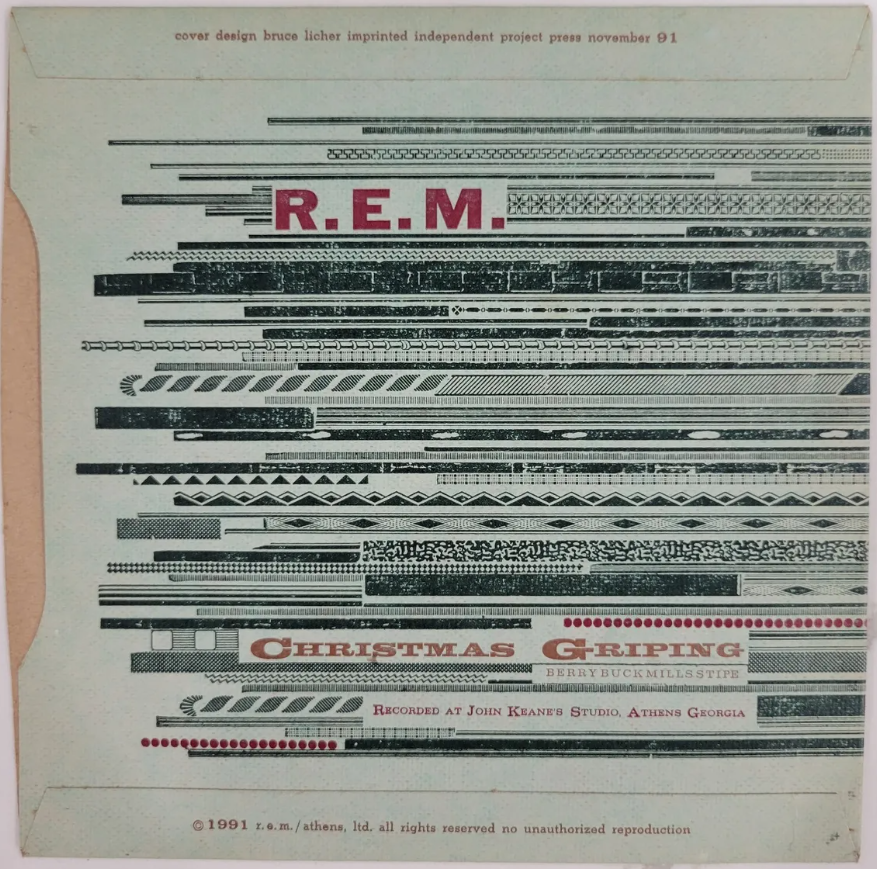 cover design bruce licher imprinted independent project press november 91
R.E.M.
CHRISTMAS GRIPING
BERRYBUCKMILLSSTIPE
RECORDED AT JOHN KEANE'S STUDIO, ATHENS GEORGIA
©1991 r.e.m./athens, ltd. all rights reserved no unauthorized reproduction